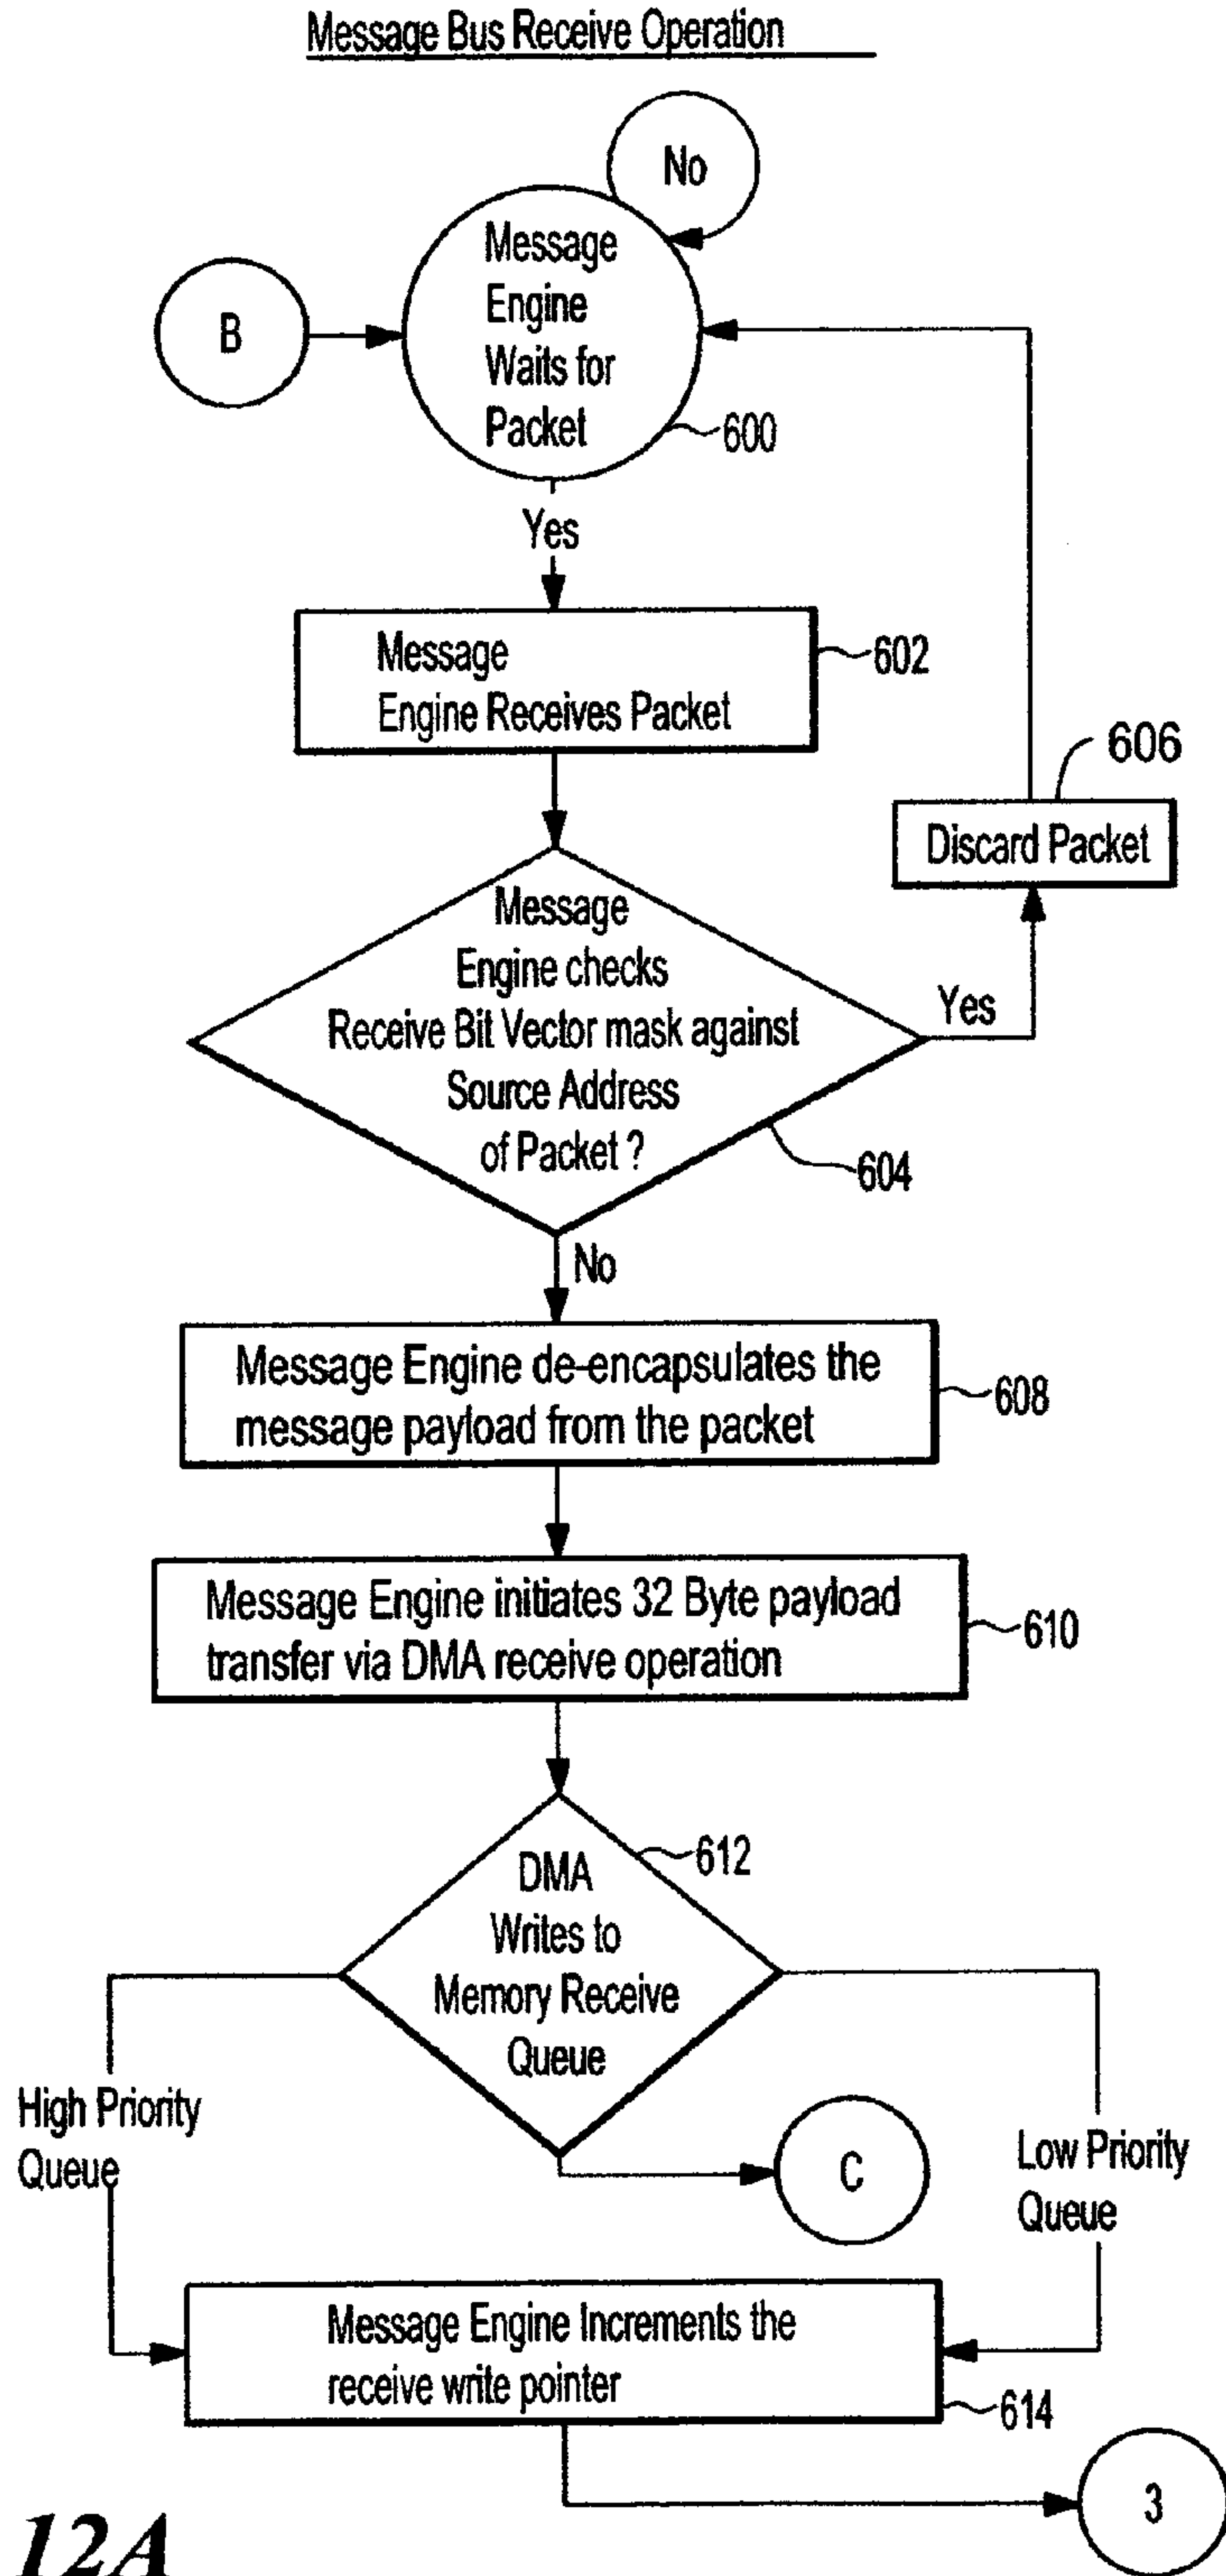 Message Bus Receive Operation
No
B
Message
Engine
Waits for
Packet
600
Yes
Message
Engine Receives Packet
602
606
Discard Packet
Message
Engine checks
Receive Bit Vector mask against
Source Address
of Packet ?
Yes
604
No
Message Engine de-encapsulates the
message payload from the packet
608
Message Engine initiates 32 Byte payload
transfer via DMA receive operation
610
612
DMA
Writes to
Memory Receive
Queue
High Priority
Queue
C
Low Priority
Queue
Message Engine Increments the
receive write pointer
614
3
12A